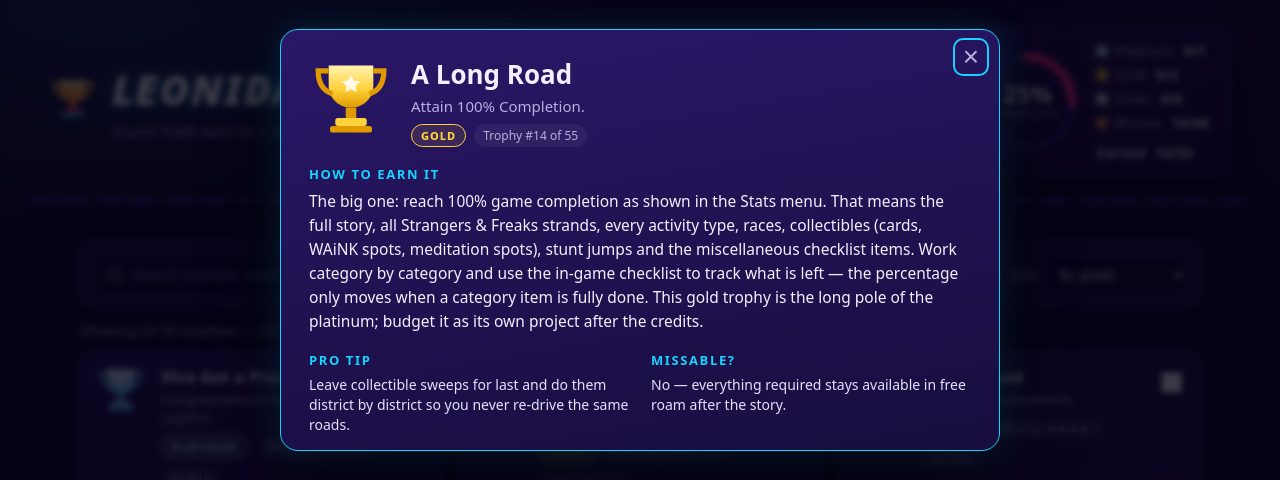 LEONIDA
25%
A Long Road
Attain 100% Completion.
GOLD
Trophy #14 of 55
HOW TO EARN IT
The big one: reach 100% game completion as shown in the Stats menu. That means the
full story, all Strangers & Freaks strands, every activity type, races, collectibles (cards,
WAiNK spots, meditation spots), stunt jumps and the miscellaneous checklist items. Work
category by category and use the in-game checklist to track what is left — the percentage
only moves when a category item is fully done. This gold trophy is the long pole of the
platinum; budget it as its own project after the credits.
PRO TIP
Leave collectible sweeps for last and do them
district by district so you never re-drive the same
roads.
MISSABLE?
No — everything required stays available in free
roam after the story.